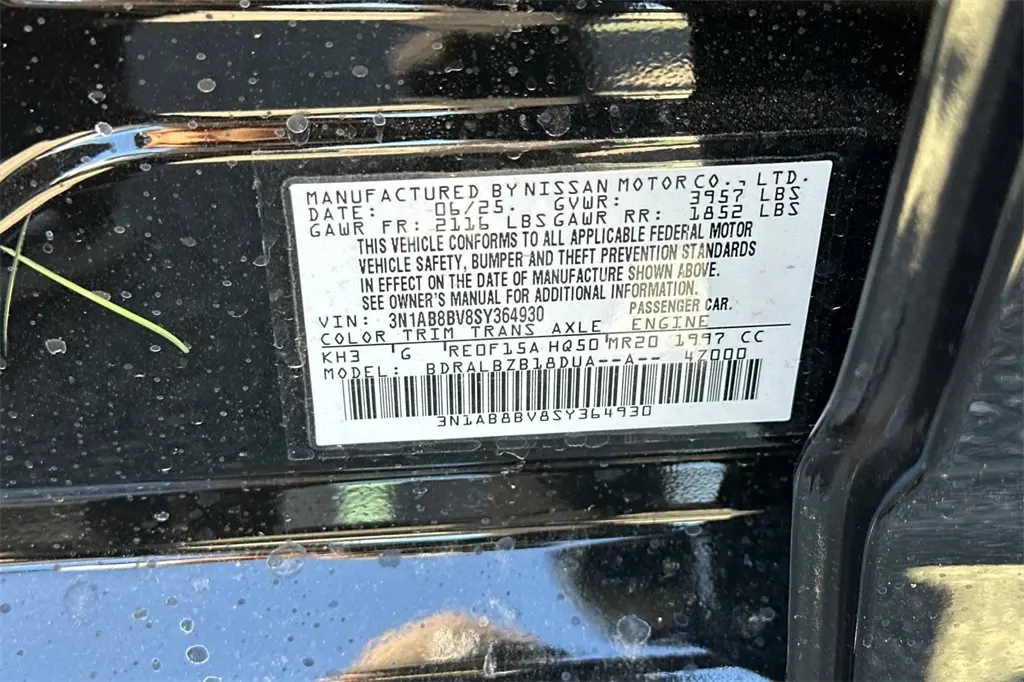 MANUFACTURED BY NISSAN MOTOR CO., LTD.
DATE: 06/25. GVWR: 3957 LBS
GAWR FR: 2116 LBS GAWR RR: 1852 LBS
THIS VEHICLE CONFORMS TO ALL APPLICABLE FEDERAL MOTOR
VEHICLE SAFETY, BUMPER AND THEFT PREVENTION STANDARDS
IN EFFECT ON THE DATE OF MANUFACTURE SHOWN ABOVE.
SEE OWNER'S MANUAL FOR ADDITIONAL INFORMATION.
PASSENGER CAR.
VIN: 3N1AB8BV8SY364930
COLOR TRIM TRANS AXLE ENGINE
KH3 G RE0F15A HQ50 MR20 1997 CC
MODEL: BDRALBZB18DUA--A-- 47000
3N1AB8BV8SY364930